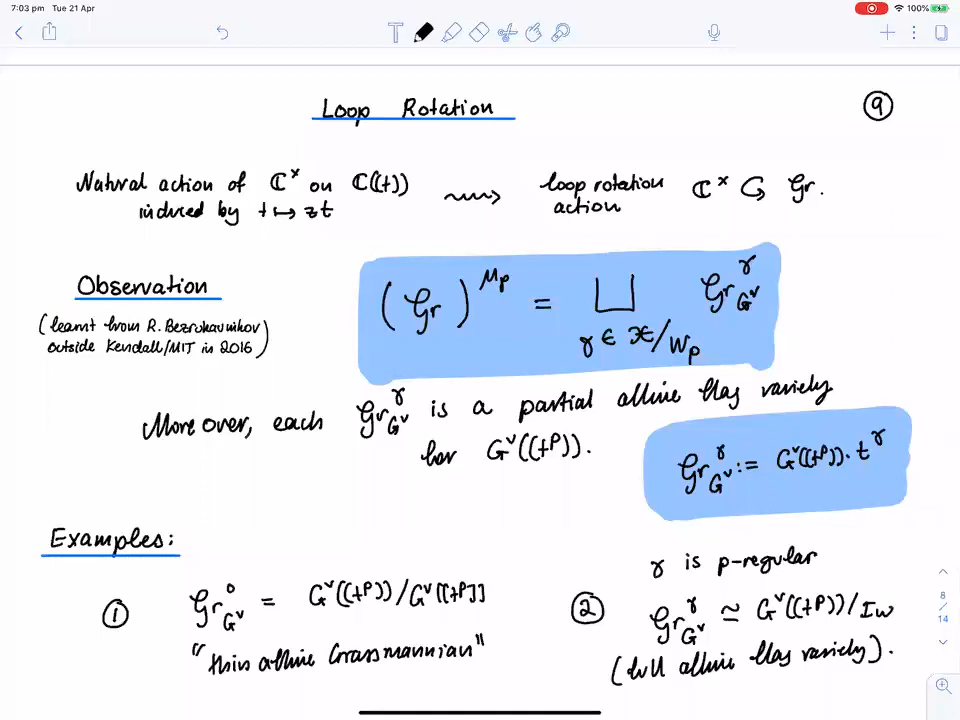 7:03 pm Tue 21 Apr
100%
Loop Rotation
⑨
Natural action of ℂ^× on ℂ((t))
induced by t ↦ zt
loop rotation
action
ℂ^× ↻ Gr.
Observation
(learnt from R. Bezrukavnikov
outside Kendall/MIT in 2016)
(Gr)^{μ_p} = ⊔_{γ ∈ 𝔛/W_p} Gr^γ_{G^∨}
Moreover, each Gr^γ_{G^∨} is a partial affine flag variety
for G^∨((t^p)).
Gr^γ_{G^∨} := G^∨((t^p)) · t^γ
Examples:
① Gr^0_{G^∨} = G^∨((t^p))/G^∨[[t^p]]
"thin affine Grassmannian"
γ is p-regular
② Gr^γ_{G^∨} ≃ G^∨((t^p))/Iw
(full affine flag variety).
8
/
14